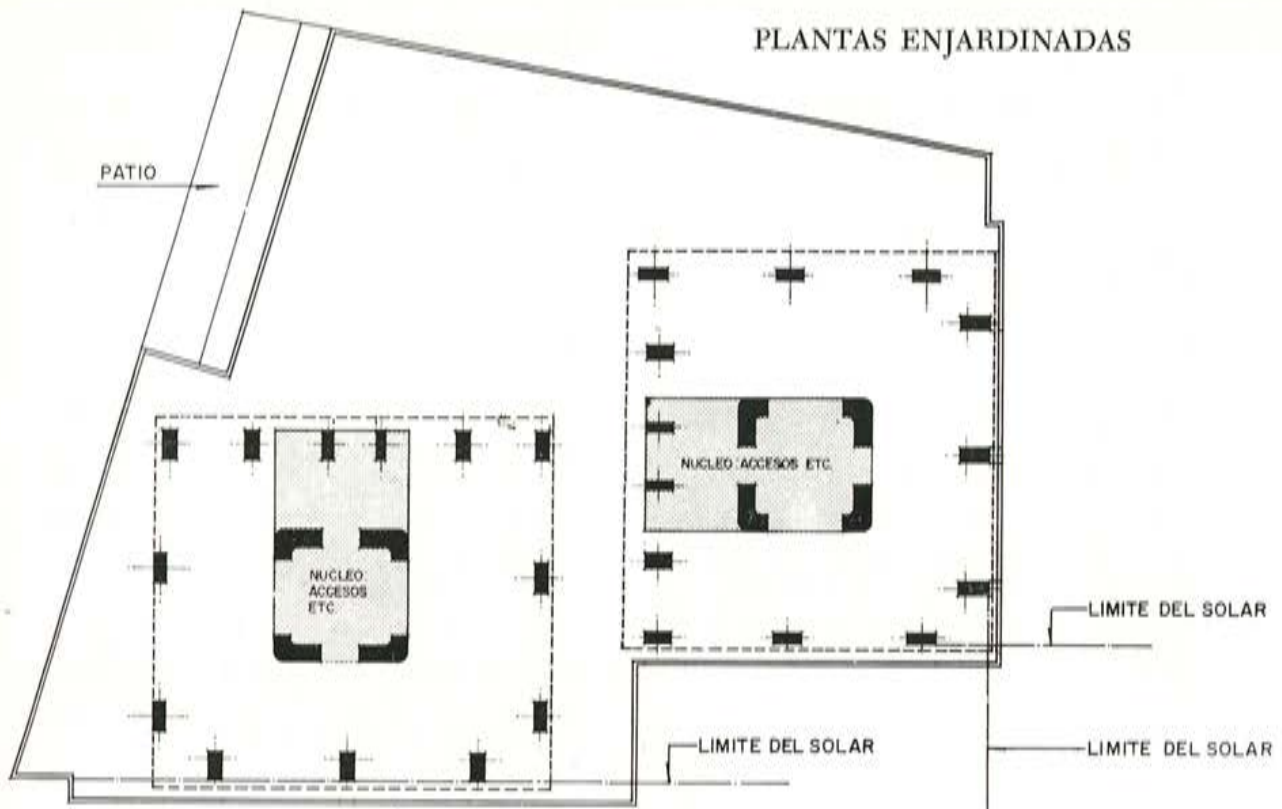 PLANTAS ENJARDINADAS
PATIO
NUCLEO ACCESOS ETC.
NUCLEO
ACCESOS
ETC.
LIMITE DEL SOLAR
LIMITE DEL SOLAR
LIMITE DEL SOLAR